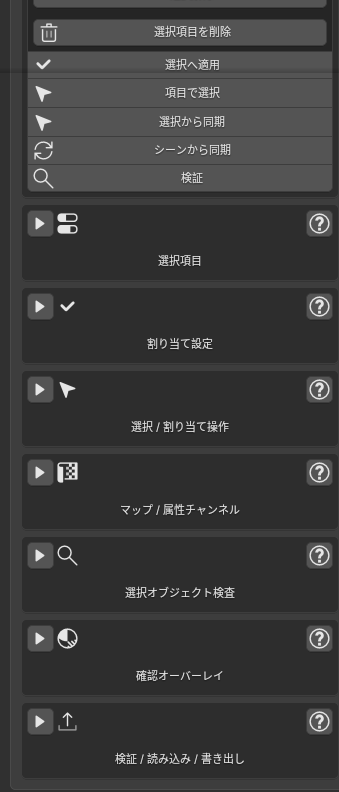 選択項目を削除
選択へ適用
項目で選択
選択から同期
シーンから同期
検証
選択項目
割り当て設定
選択 / 割り当て操作
マップ / 属性チャンネル
選択オブジェクト検査
確認オーバーレイ
検証 / 読み込み / 書き出し